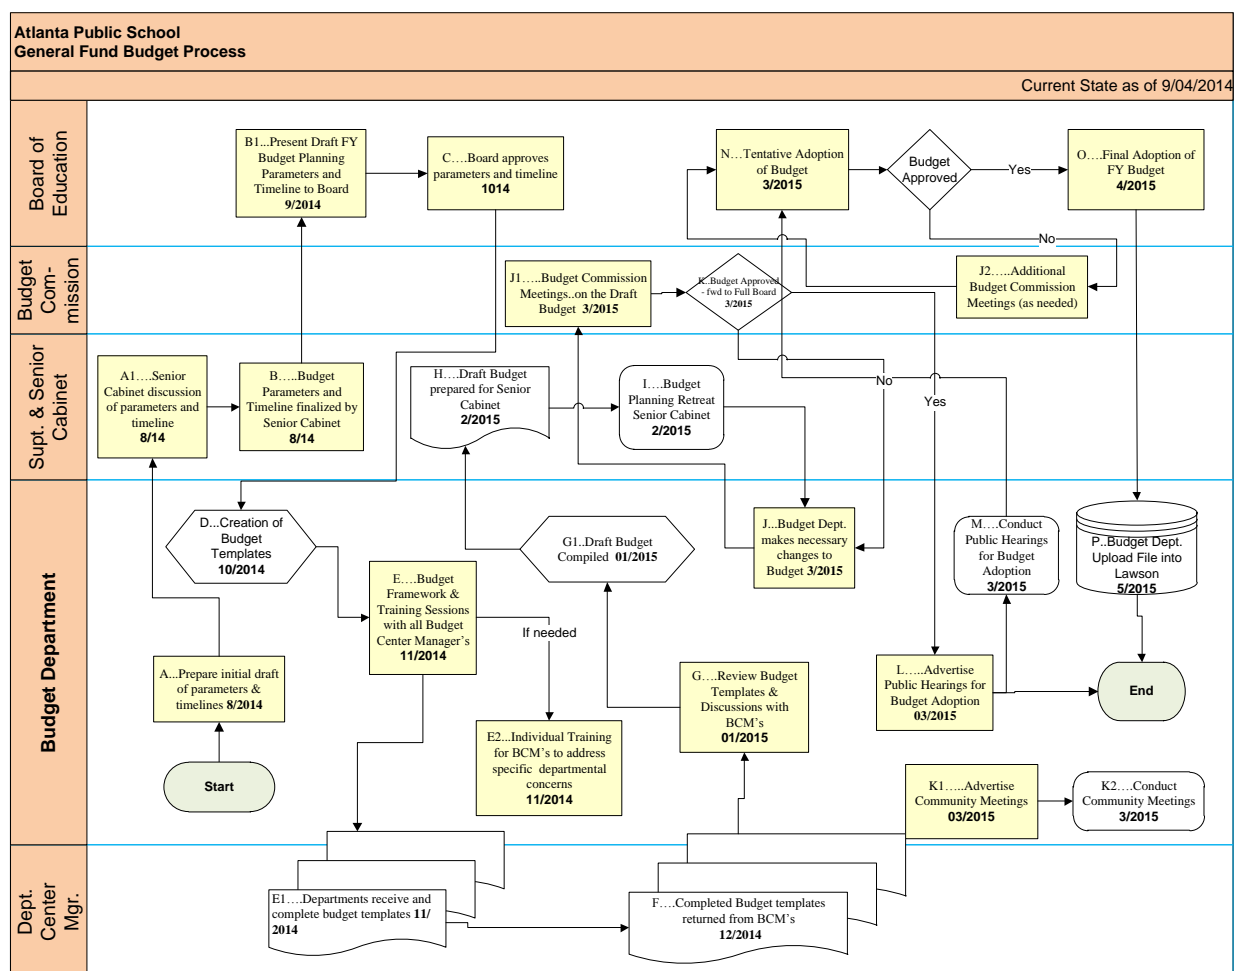 Atlanta Public School
General Fund Budget Process
Current State as of 9/04/2014
Board of
Education
B1...Present Draft FY
Budget Planning
Parameters and
Timeline to Board
9/2014
C….Board approves
parameters and timeline
1014
N…Tentative Adoption
of Budget
3/2015
Budget
Approved
Yes
O….Final Adoption of
FY Budget
4/2015
No
Budget
Com-
mission
J1….Budget Commission
Meetings..on the Draft
Budget 3/2015
K..Budget Approved
- fwd to Full Board
3/2015
J2…..Additional
Budget Commission
Meetings (as needed)
Supt. & Senior
Cabinet
A1….Senior
Cabinet discussion
of parameters and
timeline
8/14
B…..Budget
Parameters and
Timeline finalized by
Senior Cabinet
8/14
H….Draft Budget
prepared for Senior
Cabinet
2/2015
I….Budget
Planning Retreat
Senior Cabinet
2/2015
No
Yes
Budget Department
D...Creation of
Budget
Templates
10/2014
G1..Draft Budget
Compiled 01/2015
J...Budget Dept.
makes necessary
changes to
Budget 3/2015
M….Conduct
Public Hearings
for Budget
Adoption
3/2015
P..Budget Dept.
Upload File into
Lawson
5/2015
E….Budget
Framework &
Training Sessions
with all Budget
Center Manager's
11/2014
If needed
A...Prepare initial draft
of parameters &
timelines 8/2014
G….Review Budget
Templates &
Discussions with
BCM's
01/2015
L…..Advertise
Public Hearings for
Budget Adoption
03/2015
End
E2...Individual Training
for BCM's to address
specific departmental
concerns
11/2014
Start
K1…..Advertise
Community Meetings
03/2015
K2….Conduct
Community Meetings
3/2015
Dept.
Center
Mgr.
E1….Departments receive and
complete budget templates 11/
2014
F….Completed Budget templates
returned from BCM's
12/2014